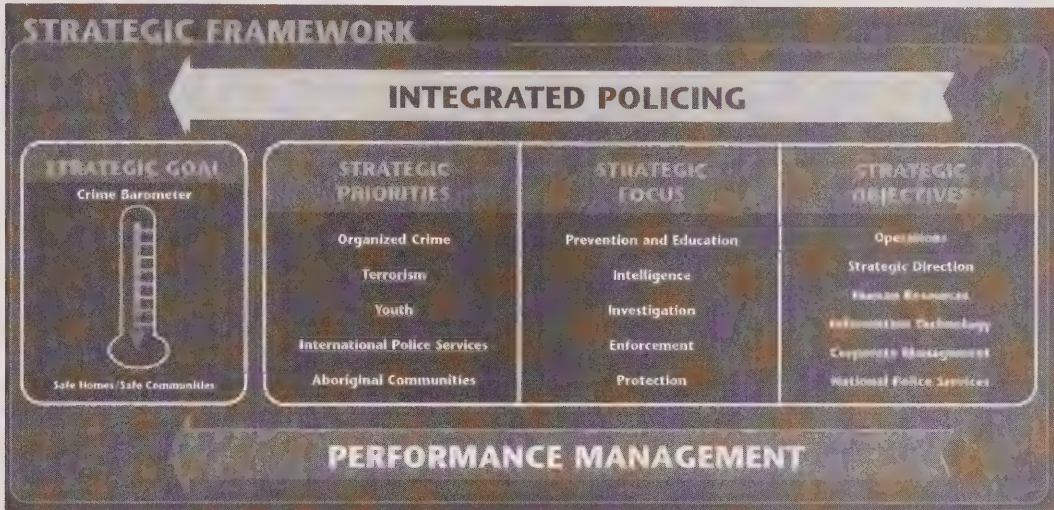 STRATEGIC FRAMEWORK
INTEGRATED POLICING
STRATEGIC GOAL
Crime Barometer
Safe Homes/Safe Communities
STRATEGIC
PRIORITIES
Organized Crime
Terrorism
Youth
International Police Services
Aboriginal Communities
STRATEGIC
FOCUS
Prevention and Education
Intelligence
Investigation
Enforcement
Protection
STRATEGIC
OBJECTIVES
Operations
Strategic Direction
Human Resources
Information Technology
Corporate Management
National Police Services
PERFORMANCE MANAGEMENT